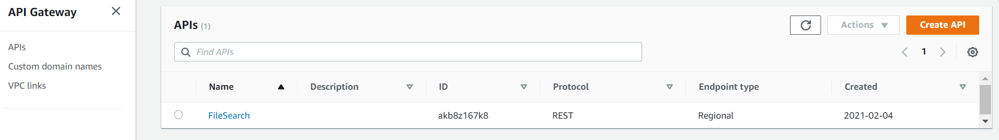 API Gateway
APIs
Custom domain names
VPC links
APIs (1)
Actions
Create API
Find APIs
1
Name Description ID Protocol Endpoint type Created
FileSearch akb8z167k8 REST Regional 2021-02-04